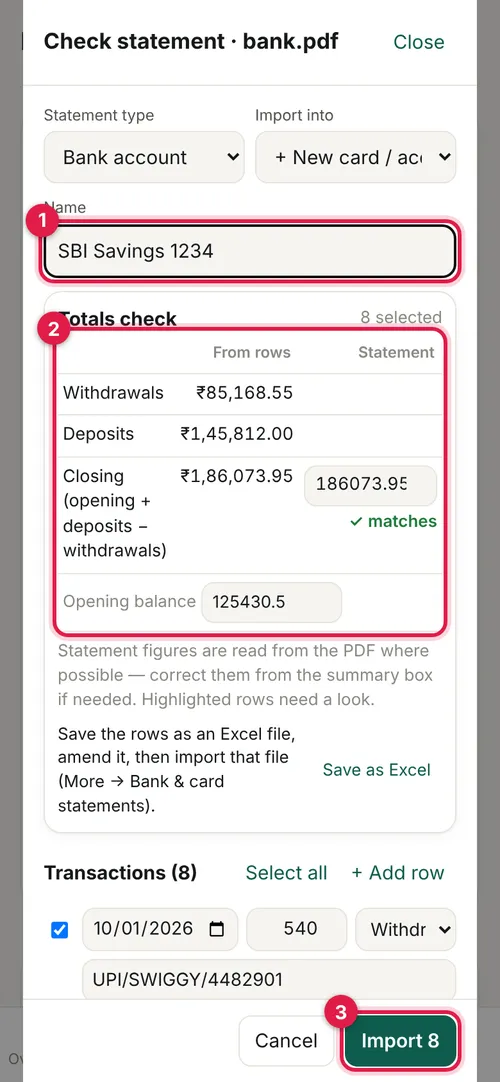 Check statement · bank.pdf Close
Statement type Import into
Bank account + New card / acc
Name
1
SBI Savings 1234
2
Totals check 8 selected
From rows Statement
Withdrawals ₹85,168.55
Deposits ₹1,45,812.00
Closing ₹1,86,073.95 186073.95
(opening +
deposits − ✓ matches
withdrawals)
Opening balance 125430.5
Statement figures are read from the PDF where
possible — correct them from the summary box
if needed. Highlighted rows need a look.
Save the rows as an Excel file,
amend it, then import that file
(More → Bank & card
statements).
Save as Excel
Transactions (8) Select all + Add row
10/01/2026 540 Withdr
UPI/SWIGGY/4482901
3
Cancel Import 8
Ov